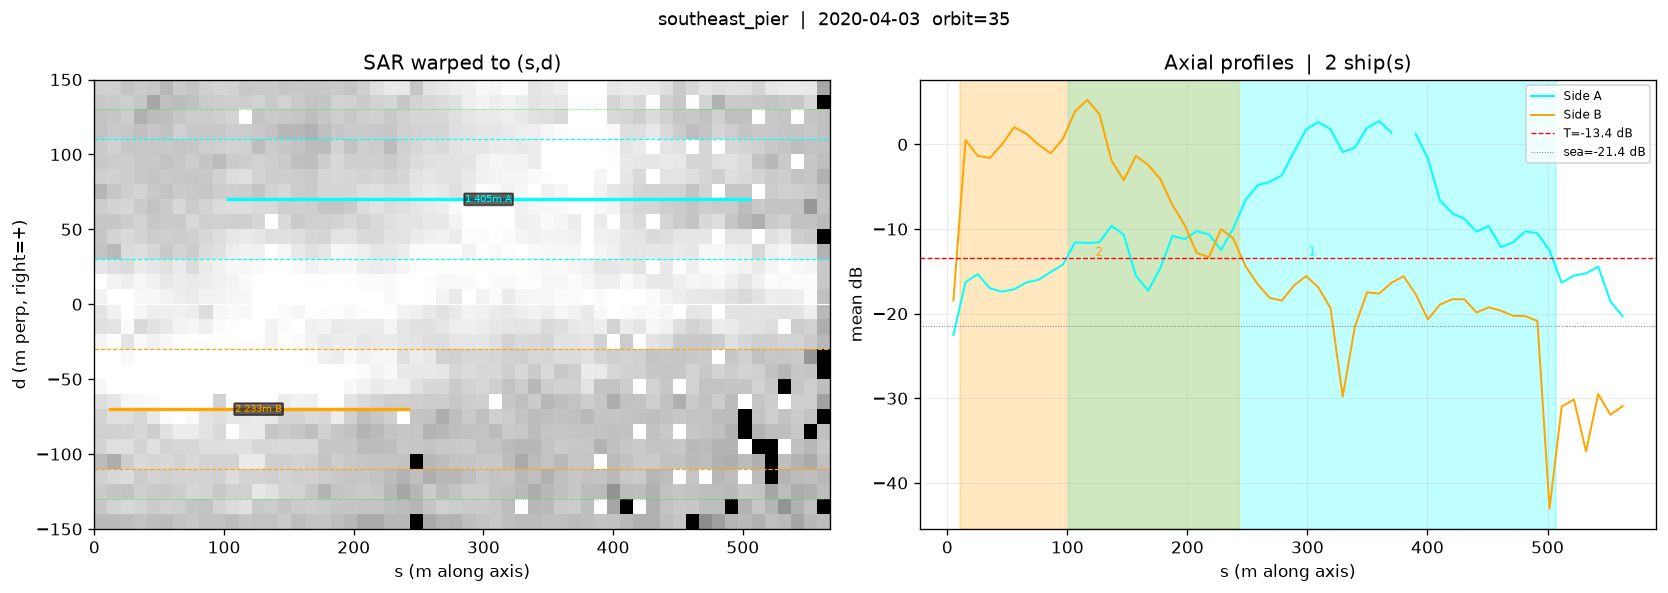 southeast_pier | 2020-04-03 orbit=35
SAR warped to (s,d)
150
100
50
0
−50
−100
−150
d (m perp, right=+)
1 405m A
2 233m B
0
100
200
300
400
500
s (m along axis)
Axial profiles | 2 ship(s)
0
−10
−20
−30
−40
mean dB
2
1
Side A
Side B
T=-13.4 dB
sea=-21.4 dB
0
100
200
300
400
500
s (m along axis)